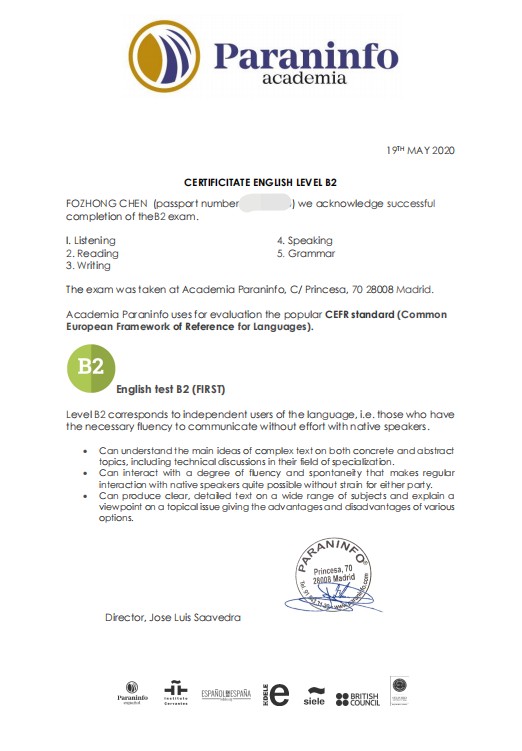 Paraninfo
academia
19TH MAY 2020
CERTIFICITATE ENGLISH LEVEL B2
FOZHONG CHEN (passport number ) we acknowledge successful
completion of theB2 exam.
I. Listening
2. Reading
3. Writing
4. Speaking
5. Grammar
The exam was taken at Academia Paraninfo, C/ Princesa, 70 28008 Madrid.
Academia Paraninfo uses for evaluation the popular CEFR standard (Common
European Framework of Reference for Languages).
B2
English test B2 (FIRST)
Level B2 corresponds to independent users of the language, i.e. those who have
the necessary fluency to communicate without effort with native speakers.
• Can understand the main ideas of complex text on both concrete and abstract
topics, including technical discussions in their field of specialization.
• Can interact with a degree of fluency and spontaneity that makes regular
interaction with native speakers quite possible without strain for either party.
• Can produce clear, detailed text on a wide range of subjects and explain a
viewpoint on a topical issue giving the advantages and disadvantages of various
options.
PARANINFO
Princesa, 70
28008 Madrid
Director, Jose Luis Saavedra
Paraninfo
español
Instituto
Cervantes
ESPAÑOL EN ESPAÑA
DELE
e
siele
BRITISH
COUNCIL